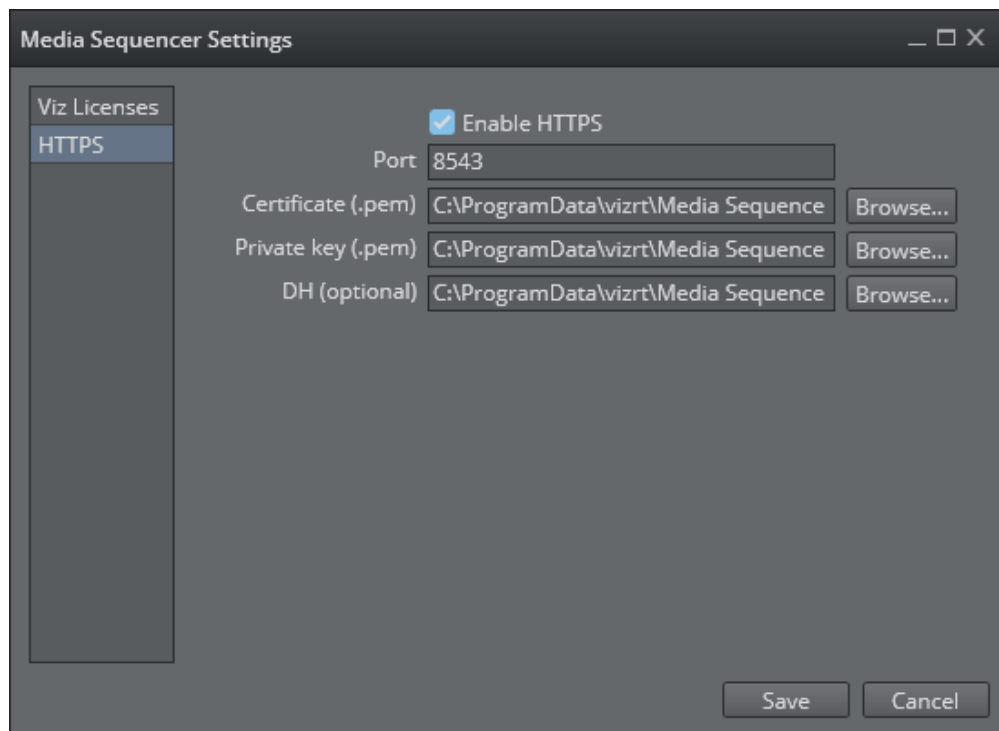 Media Sequencer Settings
Viz Licenses
HTTPS
Enable HTTPS
Port 8543
Certificate (.pem) C:\ProgramData\vizrt\Media Sequence Browse...
Private key (.pem) C:\ProgramData\vizrt\Media Sequence Browse...
DH (optional) C:\ProgramData\vizrt\Media Sequence Browse...
Save Cancel